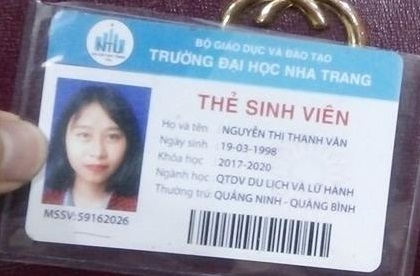 NTU
BỘ GIÁO DỤC VÀ ĐÀO TẠO
TRƯỜNG ĐẠI HỌC NHA TRANG
THẺ SINH VIÊN
Họ và tên : NGUYỄN THỊ THANH VÂN
Ngày sinh : 19-03-1998
Khóa học : 2017-2020
Ngành học: QTDV DU LỊCH VÀ LỮ HÀNH
Thường trú: QUẢNG NINH - QUẢNG BÌNH
MSSV: 59162026